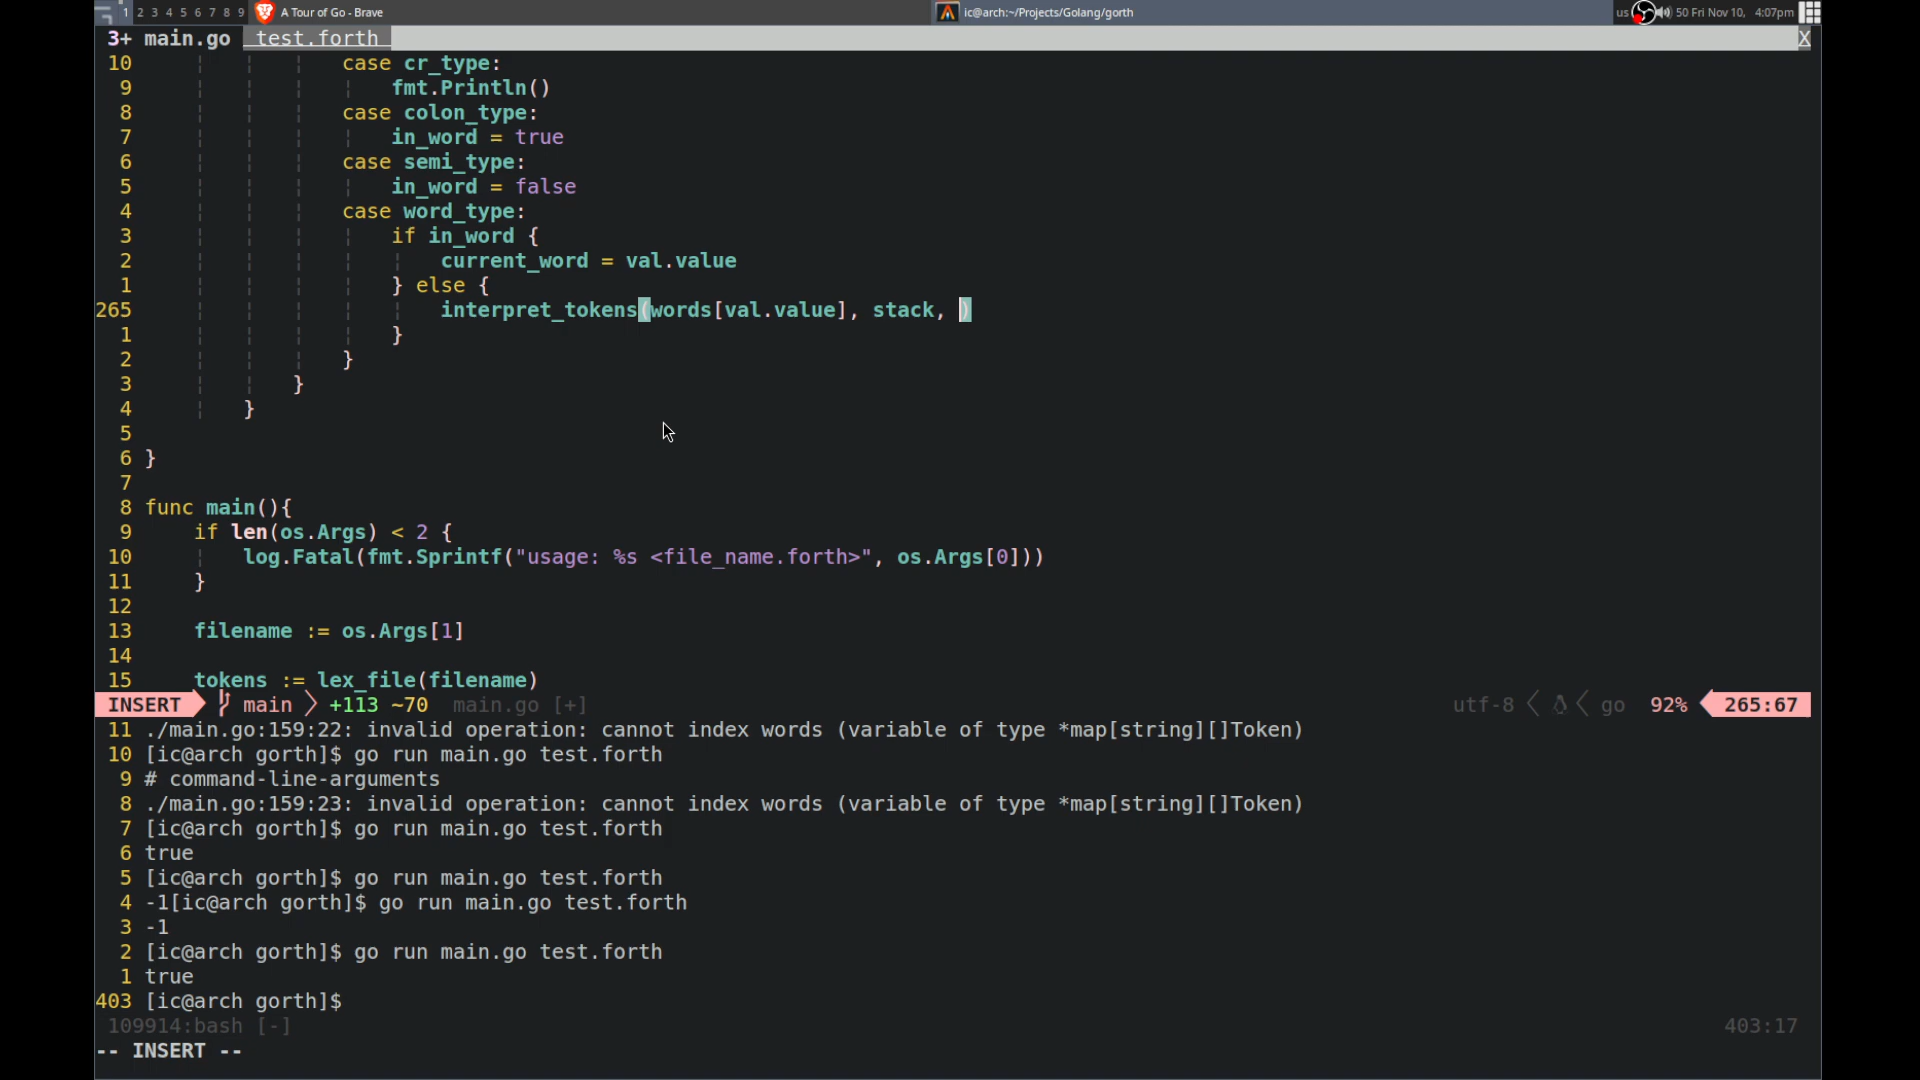 1 2 3 4 5 6 7 8 9 A Tour of Go - Brave ic@arch:~/Projects/Golang/gorth us 50 Fri Nov 10, 4:07pm
3+ main.go test.forth X
10 case cr_type:
9 fmt.Println()
8 case colon_type:
7 in_word = true
6 case semi_type:
5 in_word = false
4 case word_type:
3 if in_word {
2 current_word = val.value
1 } else {
265 interpret_tokens(words[val.value], stack, )
1 }
2 }
3 }
4 }
5
6 }
7
8 func main(){
9 if len(os.Args) < 2 {
10 log.Fatal(fmt.Sprintf("usage: %s <file_name.forth>", os.Args[0]))
11 }
12
13 filename := os.Args[1]
14
15 tokens := lex_file(filename)
INSERT main +113 ~70 main.go [+] utf-8 go 92% 265:67
11 ./main.go:159:22: invalid operation: cannot index words (variable of type *map[string][]Token)
10 [ic@arch gorth]$ go run main.go test.forth
9 # command-line-arguments
8 ./main.go:159:23: invalid operation: cannot index words (variable of type *map[string][]Token)
7 [ic@arch gorth]$ go run main.go test.forth
6 true
5 [ic@arch gorth]$ go run main.go test.forth
4 -1[ic@arch gorth]$ go run main.go test.forth
3 -1
2 [ic@arch gorth]$ go run main.go test.forth
1 true
403 [ic@arch gorth]$
109914:bash [-] 403:17
-- INSERT --